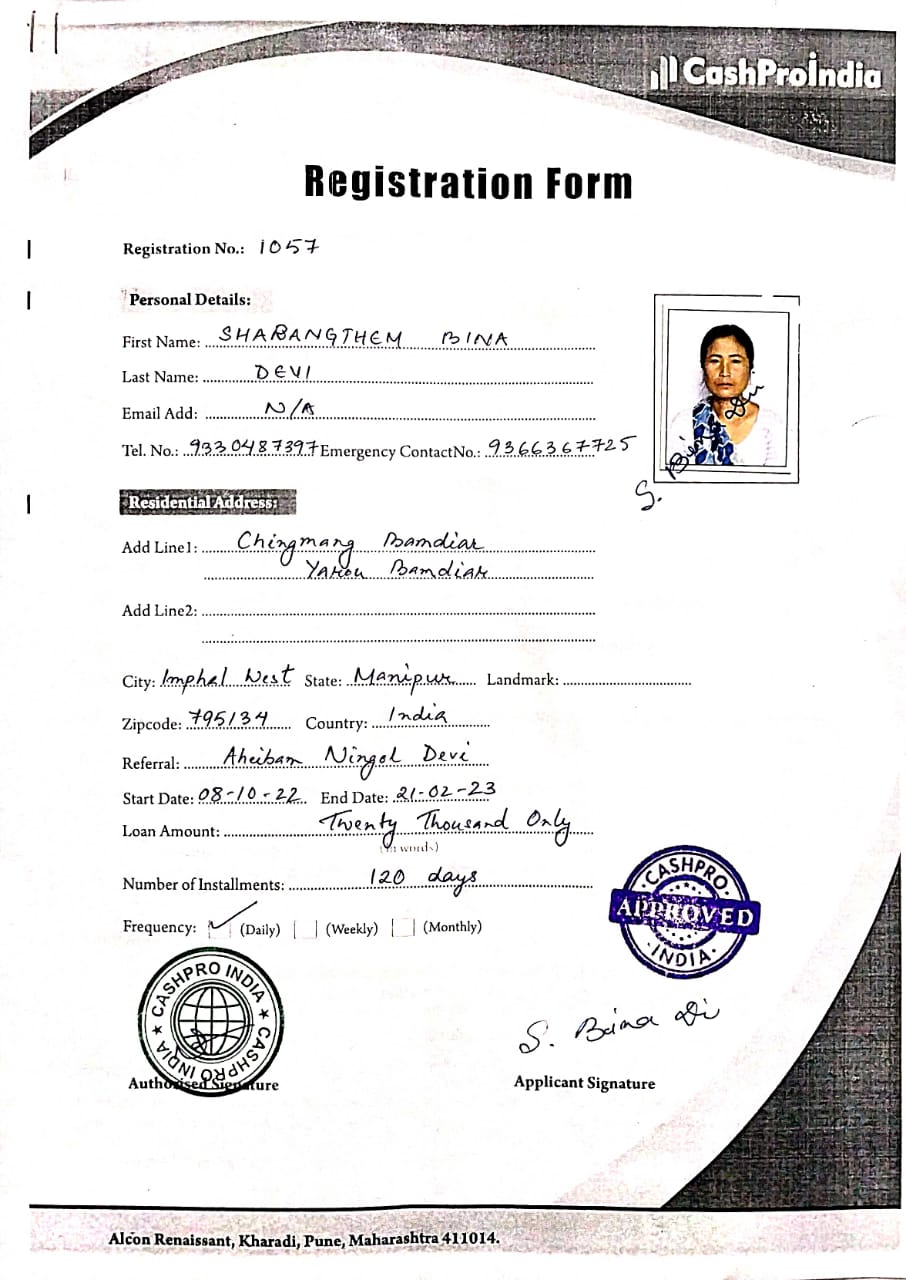 CashProIndia
Registration Form
Registration No.: 1057
Personal Details:
First Name: SHARANGTHEM BINA
Last Name: DEVI
Email Add: N/A
Tel. No.: 9330487397 Emergency ContactNo.: 9366367725
S. Bina Devi
Residential Address:
Add Line1: Chingmang Bamdiar
Yarou Bamdiar
Add Line2:
City: Imphal West State: Manipur Landmark:
Zipcode: 795134 Country: India
Referral: Aheibam Ningol Devi
Start Date: 08-10-22 End Date: 21-02-23
Loan Amount: Twenty Thousand Only
(In words)
Number of Installments: 120 days
Frequency: (Daily) (Weekly) (Monthly)
CASHPRO
APPROVED
INDIA
CASHPRO INDIA ★ CASHPRO INDIA ★
S. Bina Di
Authorised Signature Applicant Signature
Alcon Renaissant, Kharadi, Pune, Maharashtra 411014.